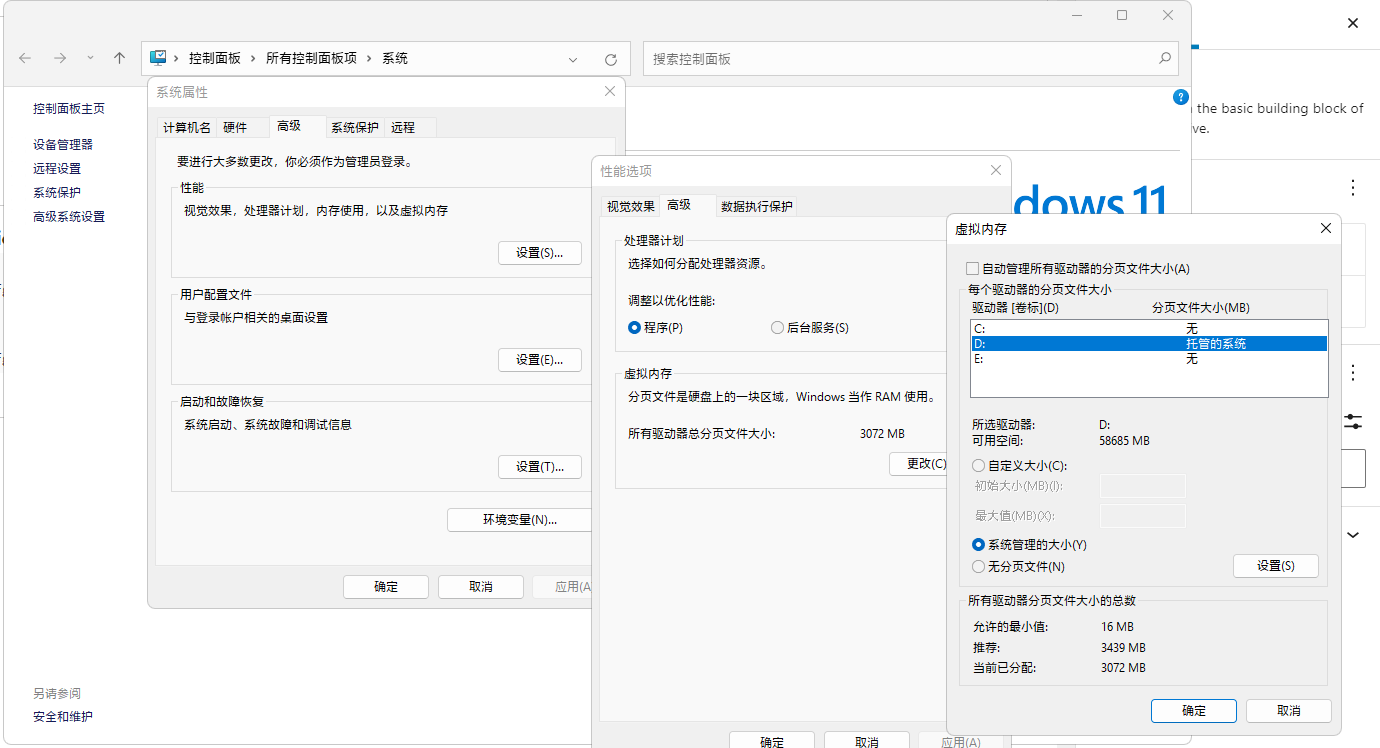 控制面板 › 所有控制面板项 › 系统
搜索控制面板
控制面板主页
设备管理器
远程设置
系统保护
高级系统设置
另请参阅
安全和维护
the basic building block of
ve.
dows 11
系统属性
计算机名 硬件 高级 系统保护 远程
要进行大多数更改，你必须作为管理员登录。
性能
视觉效果，处理器计划，内存使用，以及虚拟内存
设置(S)...
用户配置文件
与登录帐户相关的桌面设置
设置(E)...
启动和故障恢复
系统启动、系统故障和调试信息
设置(T)...
环境变量(N)...
确定 取消 应用(A
性能选项
视觉效果 高级 数据执行保护
处理器计划
选择如何分配处理器资源。
调整以优化性能:
程序(P) 后台服务(S)
虚拟内存
分页文件是硬盘上的一块区域，Windows 当作 RAM 使用。
所有驱动器总分页文件大小: 3072 MB
更改(C)
确定 取消 应用(A)
虚拟内存
自动管理所有驱动器的分页文件大小(A)
每个驱动器的分页文件大小
驱动器 [卷标](D) 分页文件大小(MB)
C: 无
D: 托管的系统
E: 无
所选驱动器: D:
可用空间: 58685 MB
自定义大小(C):
初始大小(MB)(I):
最大值(MB)(X):
系统管理的大小(Y)
无分页文件(N)
设置(S)
所有驱动器分页文件大小的总数
允许的最小值: 16 MB
推荐: 3439 MB
当前已分配: 3072 MB
确定 取消